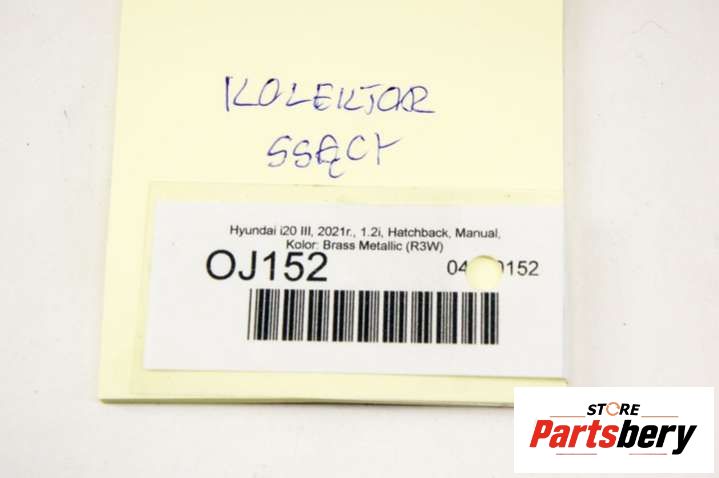 KOLEKTOR
SSĄCY
Hyundai i20 III, 2021r., 1.2i, Hatchback, Manual,
Kolor: Brass Metallic (R3W)
OJ152
STORE
Partsbery